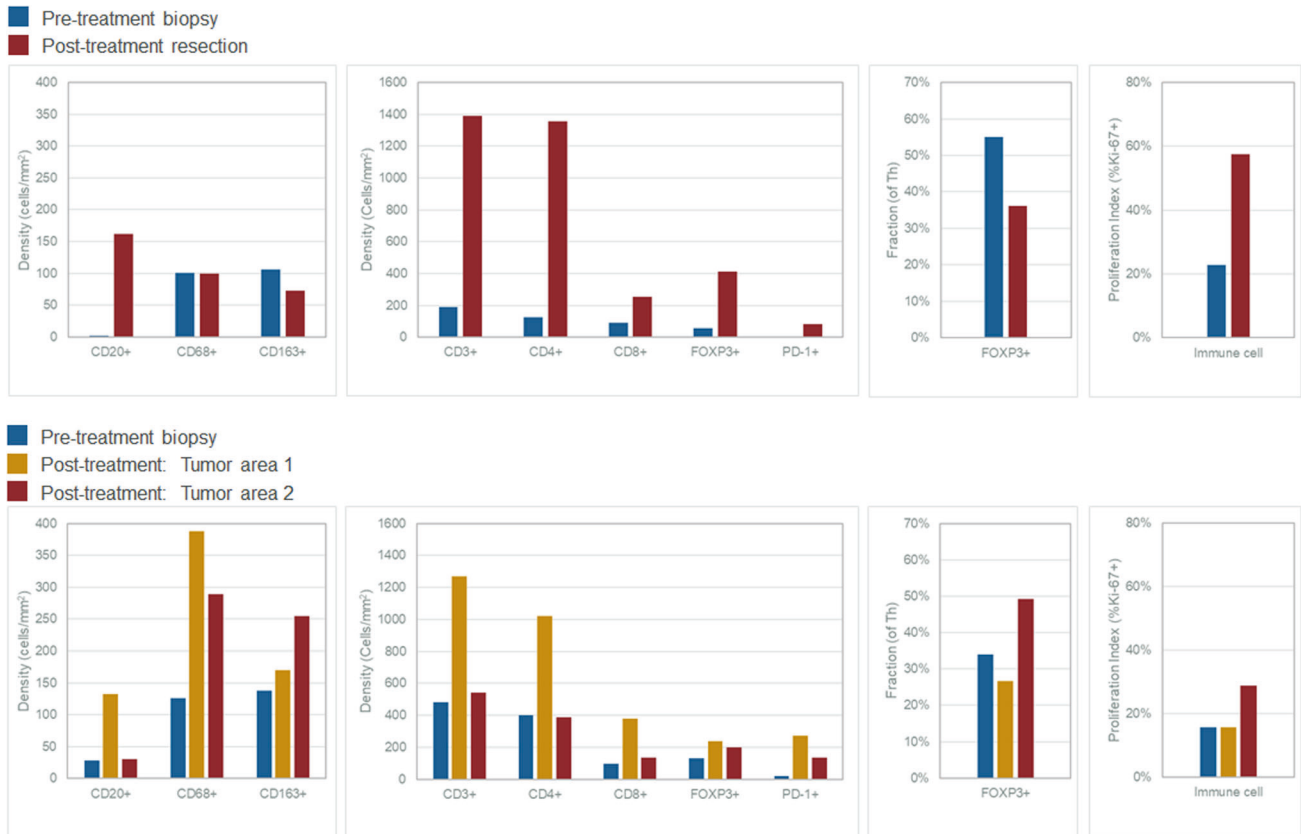 Pre-treatment biopsy
Post-treatment resection
Density (cells/mm²)
400
350
300
250
200
150
100
50
0
CD20+ CD68+ CD163+
Density (Cells/mm²)
1600
1400
1200
1000
800
600
400
200
0
CD3+ CD4+ CD8+ FOXP3+ PD-1+
Fraction (of Th)
70%
60%
50%
40%
30%
20%
10%
0%
FOXP3+
Proliferation Index (%Ki-67+)
80%
60%
40%
20%
0%
Immune cell
Pre-treatment biopsy
Post-treatment: Tumor area 1
Post-treatment: Tumor area 2
Density (cells/mm²)
400
350
300
250
200
150
100
50
0
CD20+ CD68+ CD163+
Density (Cells/mm²)
1600
1400
1200
1000
800
600
400
200
0
CD3+ CD4+ CD8+ FOXP3+ PD-1+
Fraction (of Th)
70%
60%
50%
40%
30%
20%
10%
0%
FOXP3+
Proliferation Index (%Ki-67+)
80%
60%
40%
20%
0%
Immune cell